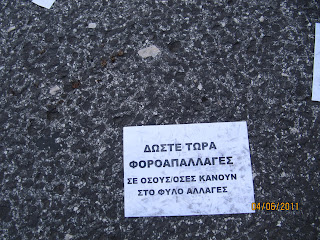 ΔΩΣΤΕ ΤΩΡΑ
ΦΟΡΟΑΠΑΛΛΑΓΕΣ
ΣΕ ΟΣΟΥΣ/ΟΣΕΣ ΚΑΝΟΥΝ
ΣΤΟ ΦΥΛΟ ΑΛΛΑΓΕΣ
04/06/2011